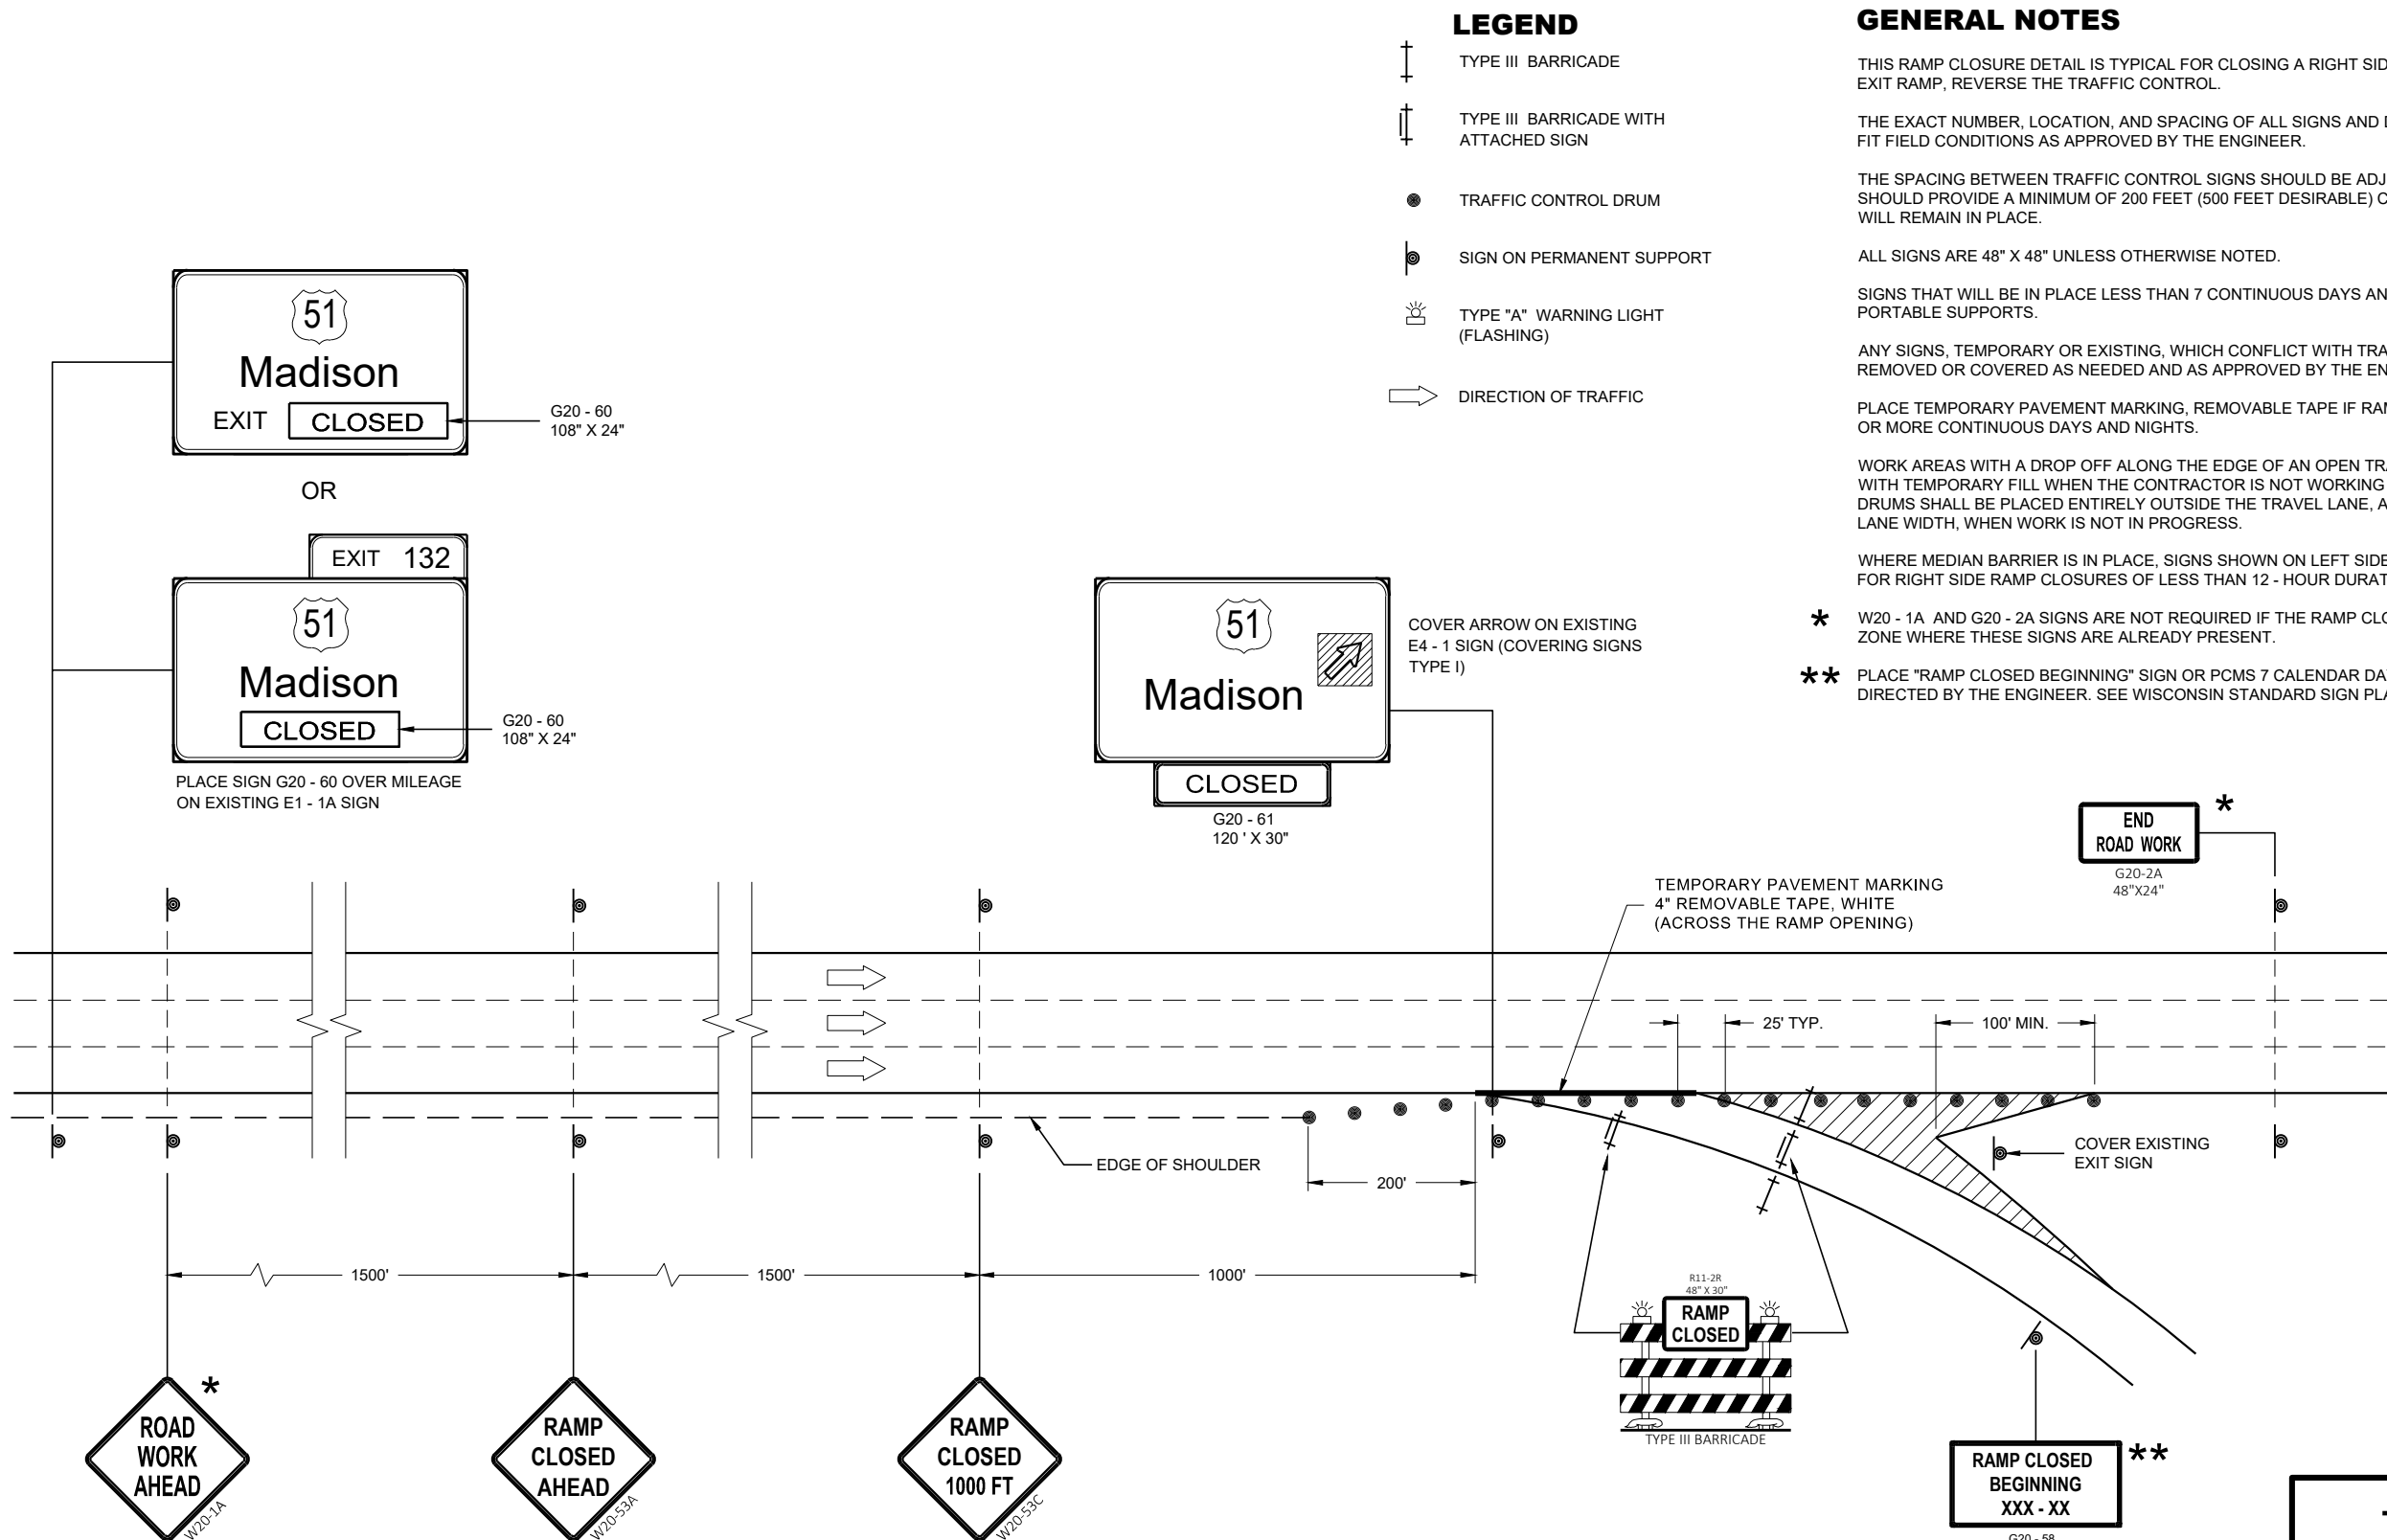 LEGEND
TYPE III BARRICADE
TYPE III BARRICADE WITH
ATTACHED SIGN
TRAFFIC CONTROL DRUM
SIGN ON PERMANENT SUPPORT
TYPE "A" WARNING LIGHT
(FLASHING)
DIRECTION OF TRAFFIC
GENERAL NOTES
THIS RAMP CLOSURE DETAIL IS TYPICAL FOR CLOSING A RIGHT SID
EXIT RAMP, REVERSE THE TRAFFIC CONTROL.
THE EXACT NUMBER, LOCATION, AND SPACING OF ALL SIGNS AND D
FIT FIELD CONDITIONS AS APPROVED BY THE ENGINEER.
THE SPACING BETWEEN TRAFFIC CONTROL SIGNS SHOULD BE ADJ
SHOULD PROVIDE A MINIMUM OF 200 FEET (500 FEET DESIRABLE) C
WILL REMAIN IN PLACE.
ALL SIGNS ARE 48" X 48" UNLESS OTHERWISE NOTED.
SIGNS THAT WILL BE IN PLACE LESS THAN 7 CONTINUOUS DAYS AN
PORTABLE SUPPORTS.
ANY SIGNS, TEMPORARY OR EXISTING, WHICH CONFLICT WITH TRA
REMOVED OR COVERED AS NEEDED AND AS APPROVED BY THE EN
PLACE TEMPORARY PAVEMENT MARKING, REMOVABLE TAPE IF RAM
OR MORE CONTINUOUS DAYS AND NIGHTS.
WORK AREAS WITH A DROP OFF ALONG THE EDGE OF AN OPEN TRA
WITH TEMPORARY FILL WHEN THE CONTRACTOR IS NOT WORKING
DRUMS SHALL BE PLACED ENTIRELY OUTSIDE THE TRAVEL LANE, A
LANE WIDTH, WHEN WORK IS NOT IN PROGRESS.
WHERE MEDIAN BARRIER IS IN PLACE, SIGNS SHOWN ON LEFT SIDE
FOR RIGHT SIDE RAMP CLOSURES OF LESS THAN 12 - HOUR DURAT
* W20 - 1A AND G20 - 2A SIGNS ARE NOT REQUIRED IF THE RAMP CLO
ZONE WHERE THESE SIGNS ARE ALREADY PRESENT.
** PLACE "RAMP CLOSED BEGINNING" SIGN OR PCMS 7 CALENDAR DA
DIRECTED BY THE ENGINEER. SEE WISCONSIN STANDARD SIGN PLA
51
Madison
EXIT CLOSED
G20 - 60
108" X 24"
OR
EXIT 132
51
Madison
CLOSED
G20 - 60
108" X 24"
PLACE SIGN G20 - 60 OVER MILEAGE
ON EXISTING E1 - 1A SIGN
51
Madison
CLOSED
G20 - 61
120 ' X 30"
COVER ARROW ON EXISTING
E4 - 1 SIGN (COVERING SIGNS
TYPE I)
END
ROAD WORK
*
G20-2A
48"X24"
TEMPORARY PAVEMENT MARKING
4" REMOVABLE TAPE, WHITE
(ACROSS THE RAMP OPENING)
25' TYP.
100' MIN.
EDGE OF SHOULDER
200'
COVER EXISTING
EXIT SIGN
1500'
1500'
1000'
R11-2R
48" X 30"
RAMP
CLOSED
TYPE III BARRICADE
ROAD
WORK
AHEAD
*
W20-1A
RAMP
CLOSED
AHEAD
W20-53A
RAMP
CLOSED
1000 FT
W20-53C
RAMP CLOSED
BEGINNING
XXX - XX
**
G20 - 58